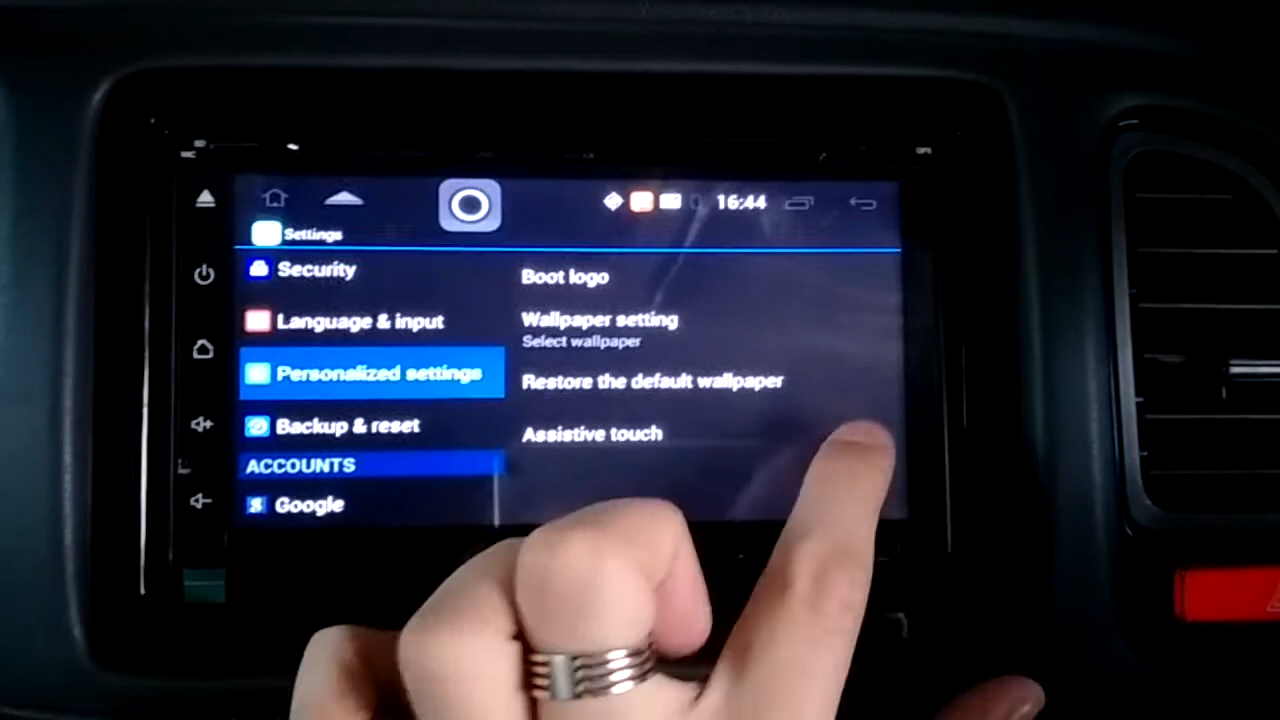 16:44
Settings
Security
Language & input
Personalized settings
Backup & reset
ACCOUNTS
Google
Boot logo
Wallpaper setting
Select wallpaper
Restore the default wallpaper
Assistive touch